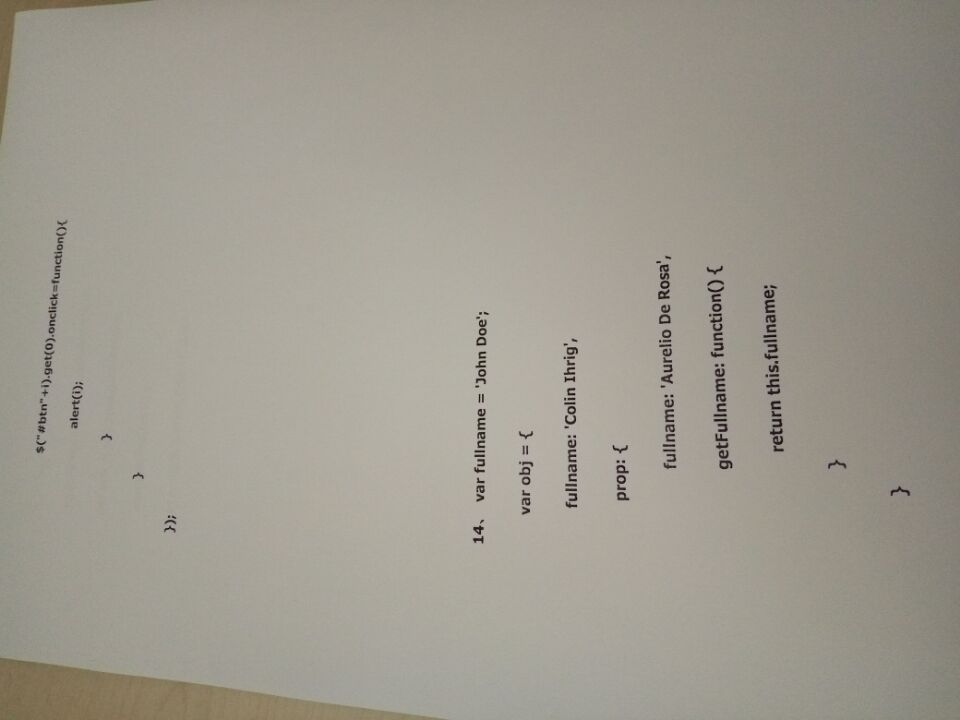 $("#btn"+i).get(0).onclick=function(){
alert(i);
}
}
});
14、 var fullname = 'John Doe';
var obj = {
fullname: 'Colin Ihrig',
prop: {
fullname: 'Aurelio De Rosa',
getFullname: function() {
return this.fullname;
}
}